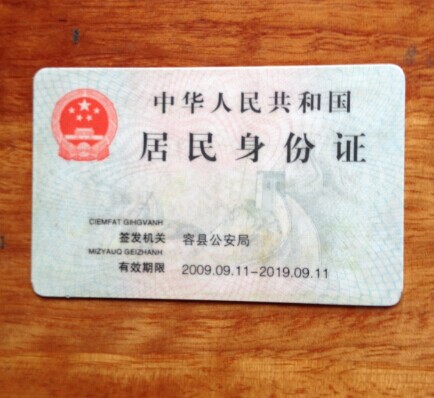 中华人民共和国
居民身份证
CIEMFAT GIHGVANH
签发机关 容县公安局
MIZYAUQ GEIZHANH
有效期限 2009.09.11-2019.09.11